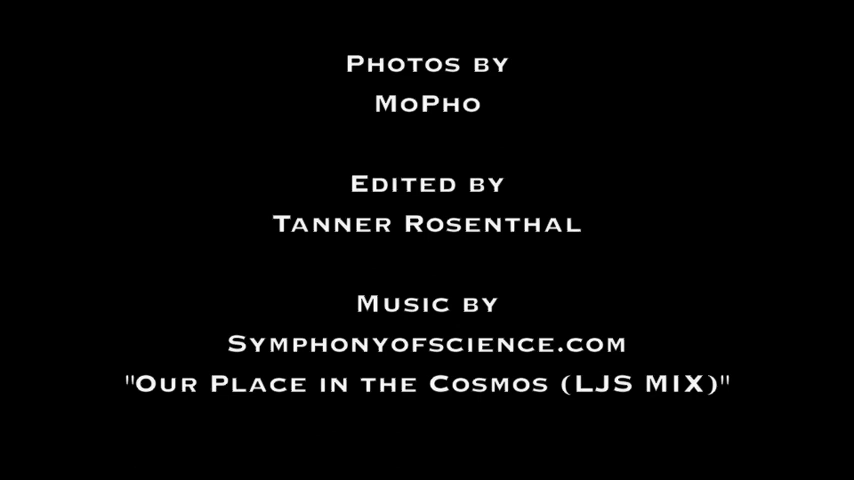 Photos by
MoPho
Edited by
Tanner Rosenthal
Music by
Symphonyofscience.com
"Our Place in the Cosmos (LJS MIX)"